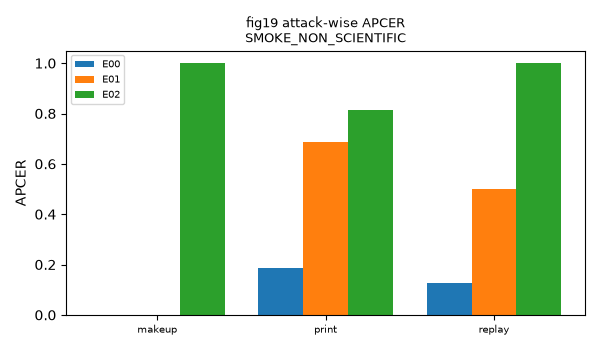 fig19 attack-wise APCER
SMOKE_NON_SCIENTIFIC
E00
E01
E02
APCER
1.0
0.8
0.6
0.4
0.2
0.0
makeup print replay